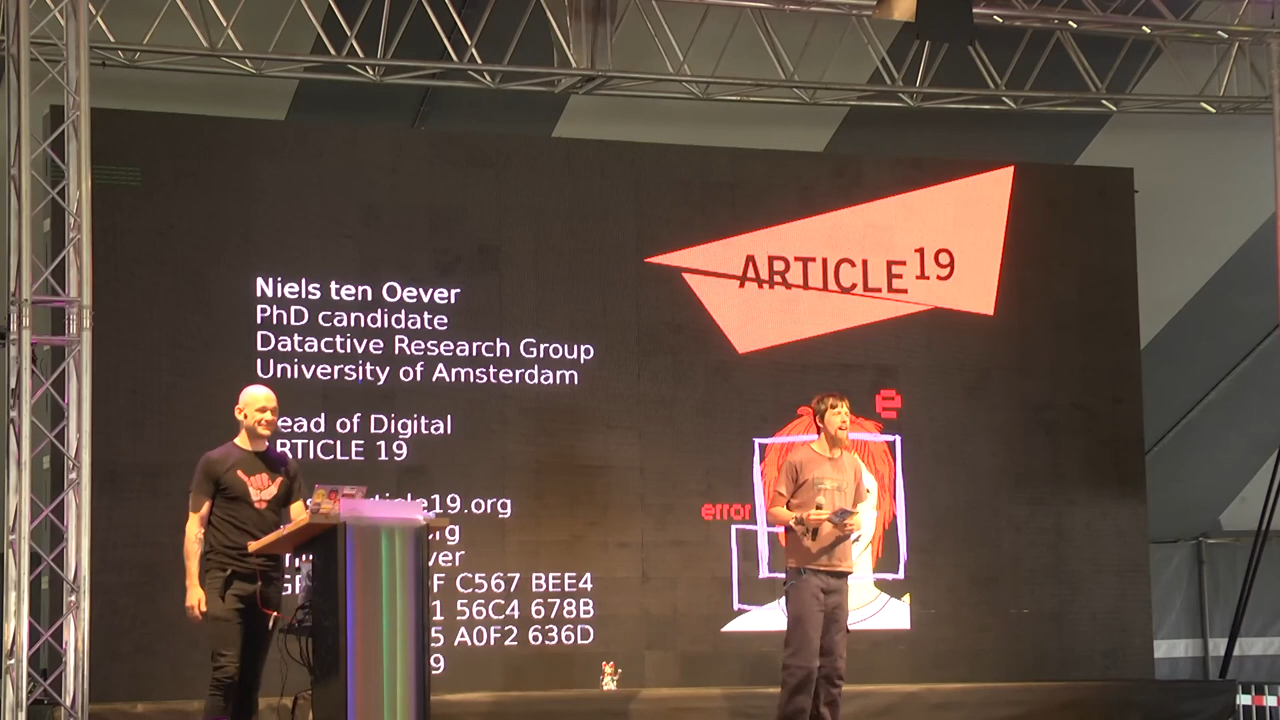 Niels ten Oever
PhD candidate
Datactive Research Group
University of Amsterdam
ead of Digital
RTICLE 19
article19.org
rg
ver
F C567 BEE4
1 56C4 678B
5 A0F2 636D
9
ARTICLE 19
e
error